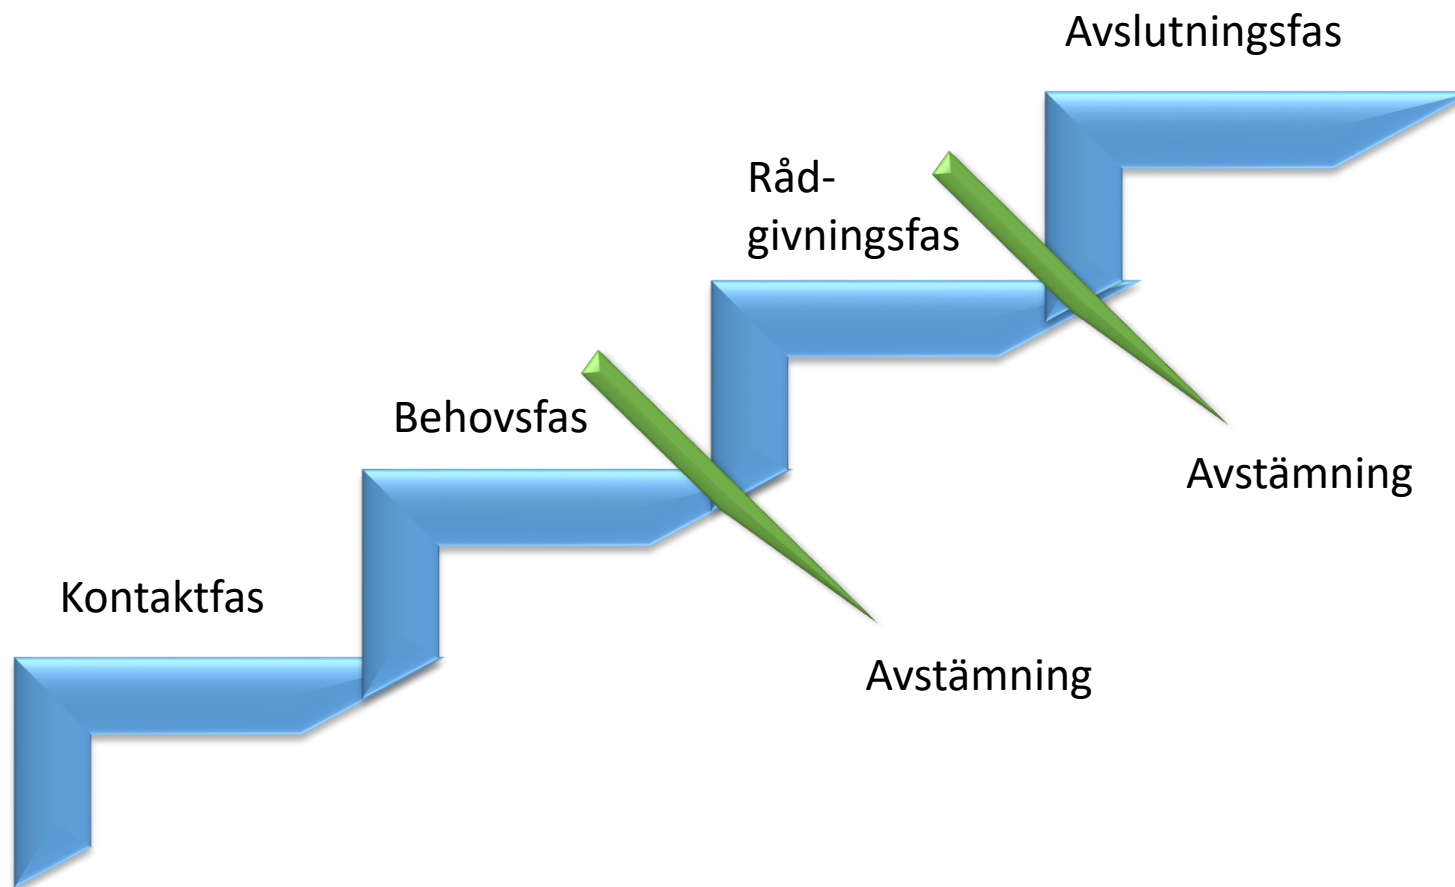 Avslutningsfas
Råd-
givningsfas
Behovsfas
Avstämning
Kontaktfas
Avstämning